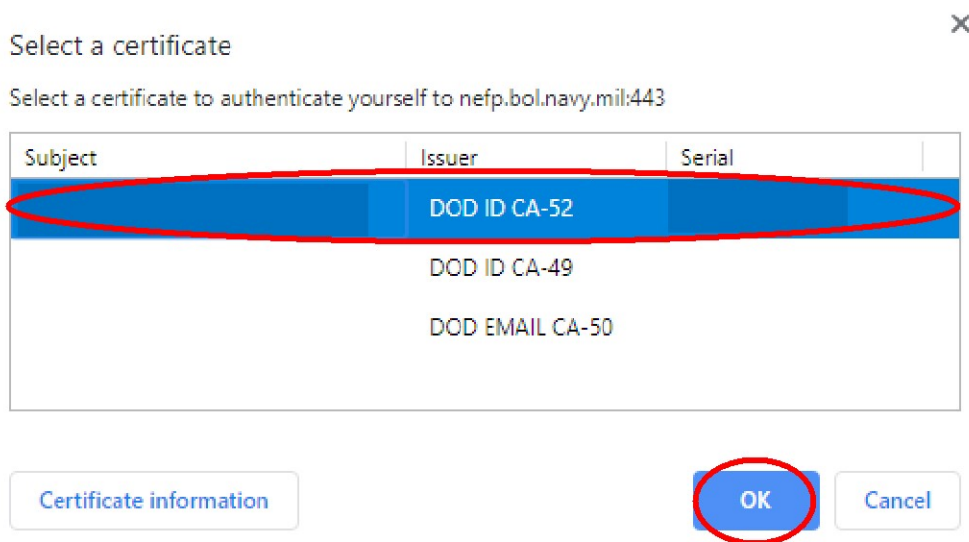 Select a certificate
Select a certificate to authenticate yourself to nefp.bol.navy.mil:443
Subject Issuer Serial
DOD ID CA-52
DOD ID CA-49
DOD EMAIL CA-50
Certificate information OK Cancel